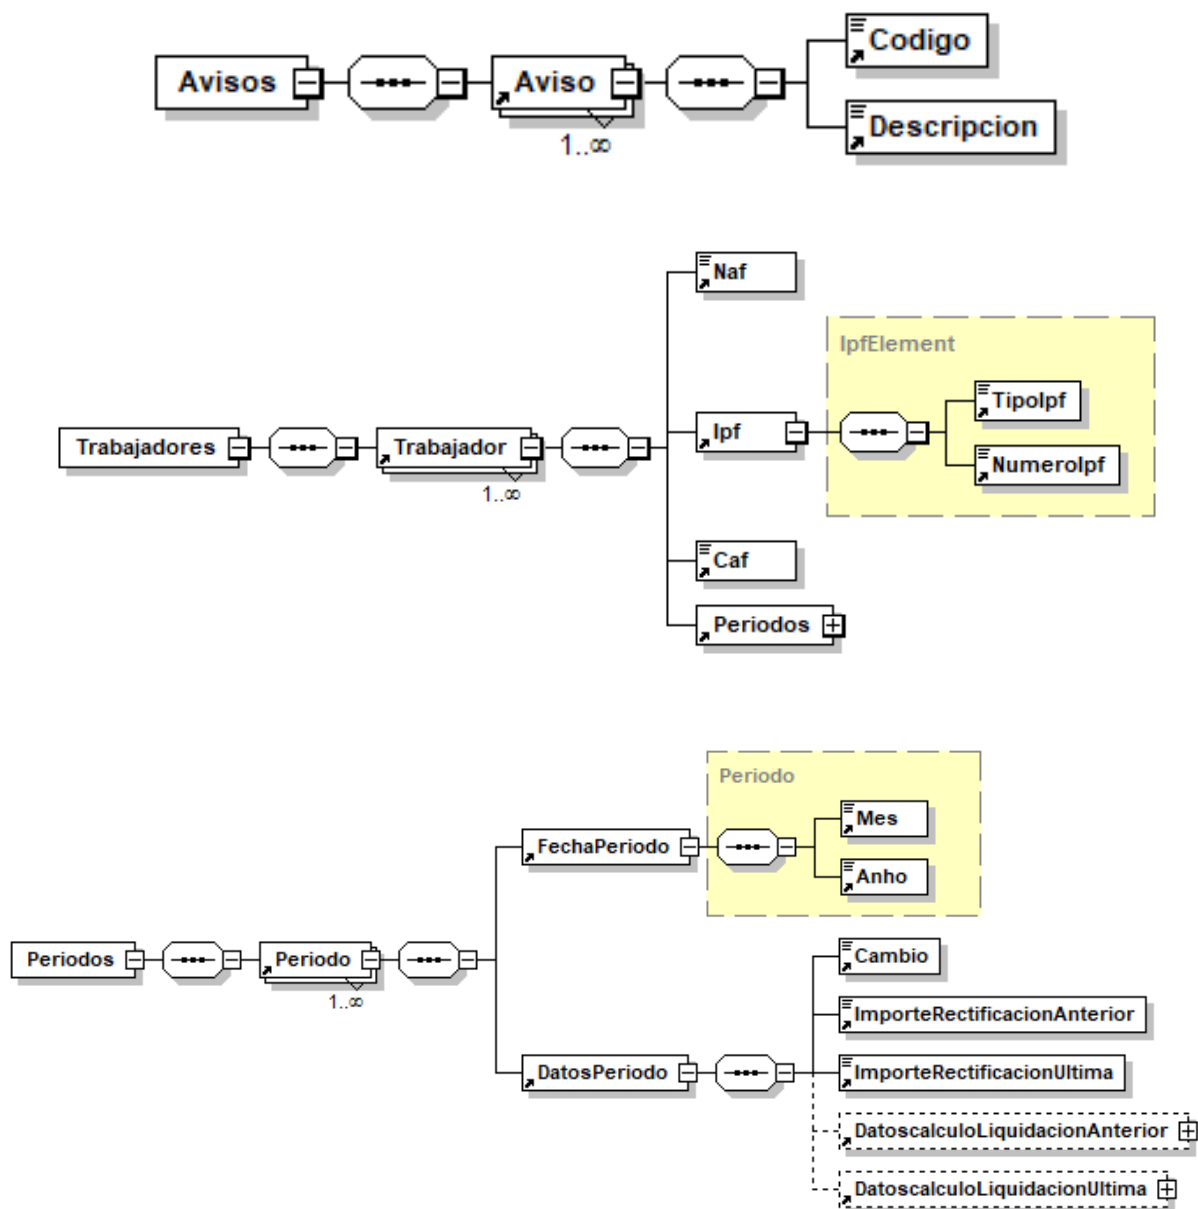 Codigo
Avisos
Aviso
Descripcion
1..∞
Naf
IpfElement
TipoIpf
Trabajadores
Trabajador
Ipf
NumeroIpf
1..∞
Caf
Periodos
Periodo
Mes
FechaPeriodo
Anho
Periodos
Periodo
Cambio
1..∞
ImporteRectificacionAnterior
DatosPeriodo
ImporteRectificacionUltima
DatoscalculoLiquidacionAnterior
DatoscalculoLiquidacionUltima